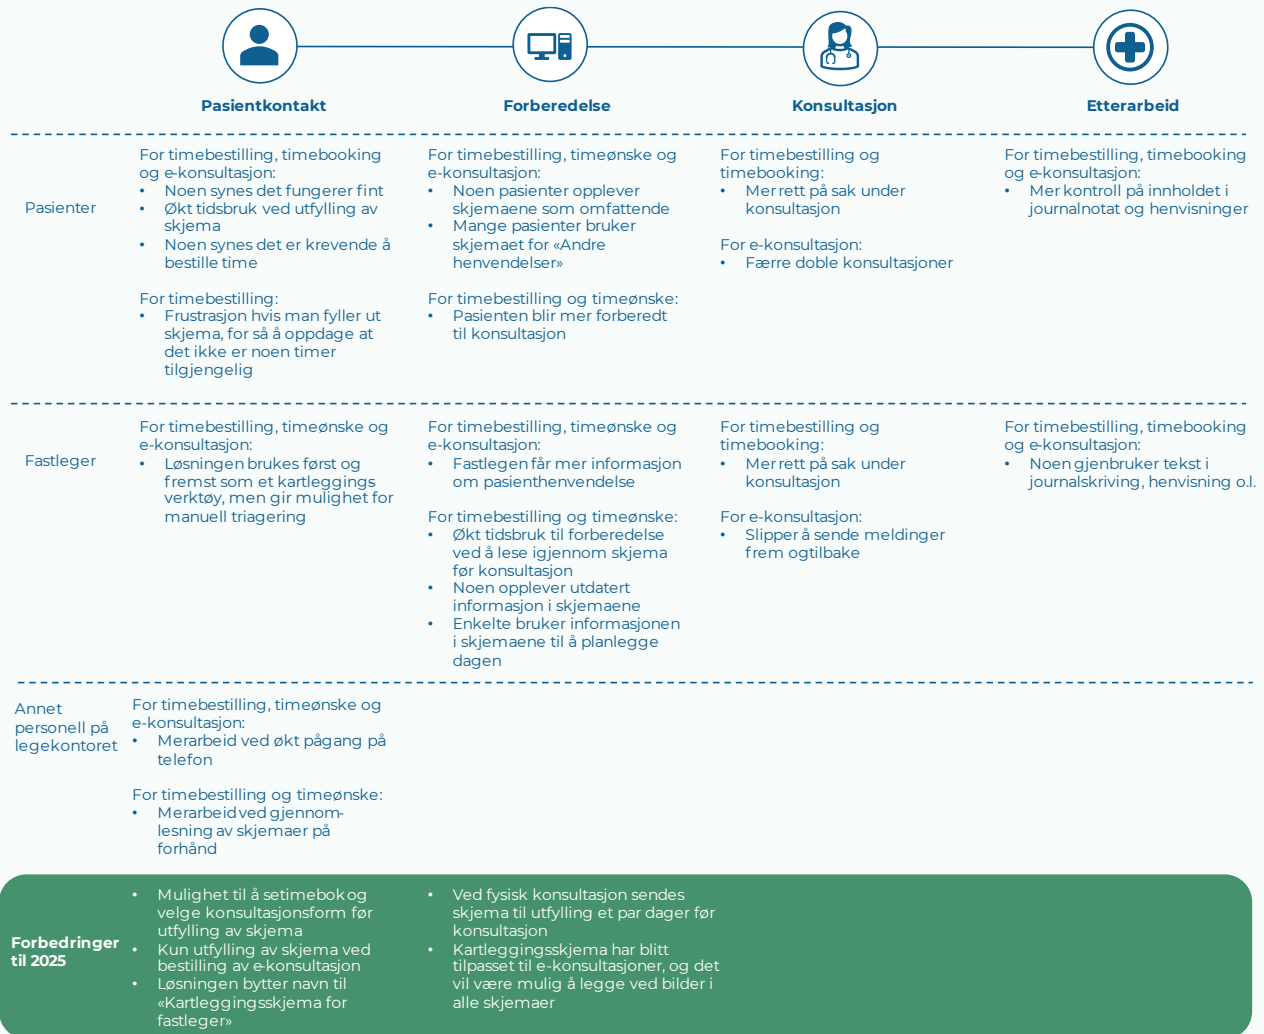 Pasientkontakt
Forberedelse
Konsultasjon
Etterarbeid
Pasienter
For timebestilling, timebooking
og e-konsultasjon:
• Noen synes det fungerer fint
• Økt tidsbruk ved utfylling av
skjema
• Noen synes det er krevende å
bestille time
For timebestilling:
• Frustrasjon hvis man fyller ut
skjema, for så å oppdage at
det ikke er noen timer
tilgjengelig
For timebestilling, timeønske og
e-konsultasjon:
• Noen pasienter opplever
skjemaene som omfattende
• Mange pasienter bruker
skjemaet for «Andre
henvendelser»
For timebestilling og timeønske:
• Pasienten blir mer forberedt
til konsultasjon
For timebestilling og
timebooking:
• Mer rett på sak under
konsultasjon
For e-konsultasjon:
• Færre doble konsultasjoner
For timebestilling, timebooking
og e-konsultasjon:
• Mer kontroll på innholdet i
journalnotat og henvisninger
Fastleger
For timebestilling, timeønske og
e-konsultasjon:
• Løsningen brukes først og
fremst som et kartleggings-
verktøy, men gir mulighet for
manuell triagering
For timebestilling, timeønske og
e-konsultasjon:
• Fastlegen får mer informasjon
om pasienthenvendelse
For timebestilling og timeønske:
• Økt tidsbruk til forberedelse
ved å lese igjennom skjema
før konsultasjon
• Noen opplever utdatert
informasjon i skjemaene
• Enkelte bruker informasjonen
i skjemaene til å planlegge
dagen
For timebestilling og
timebooking:
• Mer rett på sak under
konsultasjon
For e-konsultasjon:
• Slipper å sende meldinger
frem ogtilbake
For timebestilling, timebooking
og e-konsultasjon:
• Noen gjenbruker tekst i
journalskriving, henvisning o.l.
Annet
personell på
legekontoret
For timebestilling, timeønske og
e-konsultasjon:
• Merarbeid ved økt pågang på
telefon
For timebestilling og timeønske:
• Merarbeid ved gjennom-
lesning av skjemaer på
forhånd
Forbedringer
til 2025
• Mulighet til å se timebok og
velge konsultasjonsform før
utfylling av skjema
• Kun utfylling av skjema ved
bestilling av e-konsultasjon
• Løsningen bytter navn til
«Kartleggingsskjema for
fastleger»
• Ved fysisk konsultasjon sendes
skjema til utfylling et par dager før
konsultasjon
• Kartleggingsskjema har blitt
tilpasset til e-konsultasjoner, og det
vil være mulig å legge ved bilder i
alle skjemaer